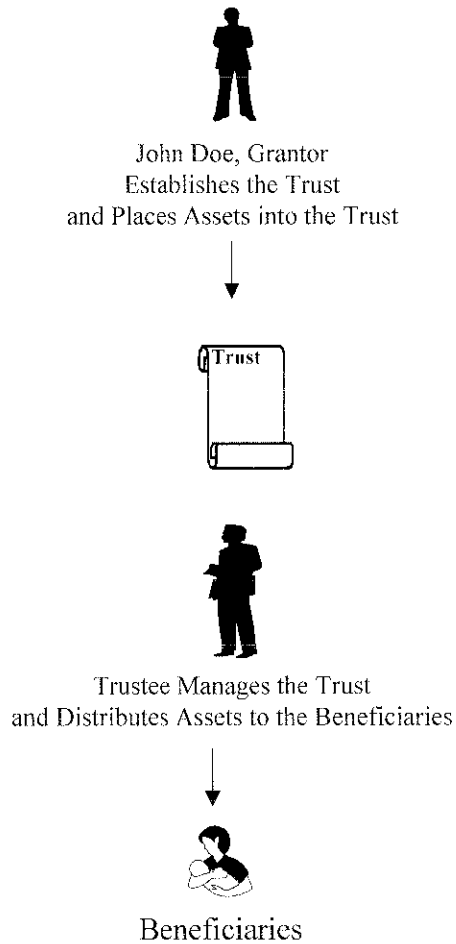 John Doe, Grantor
Establishes the Trust
and Places Assets into the Trust
Trust
Trustee Manages the Trust
and Distributes Assets to the Beneficiaries
Beneficiaries